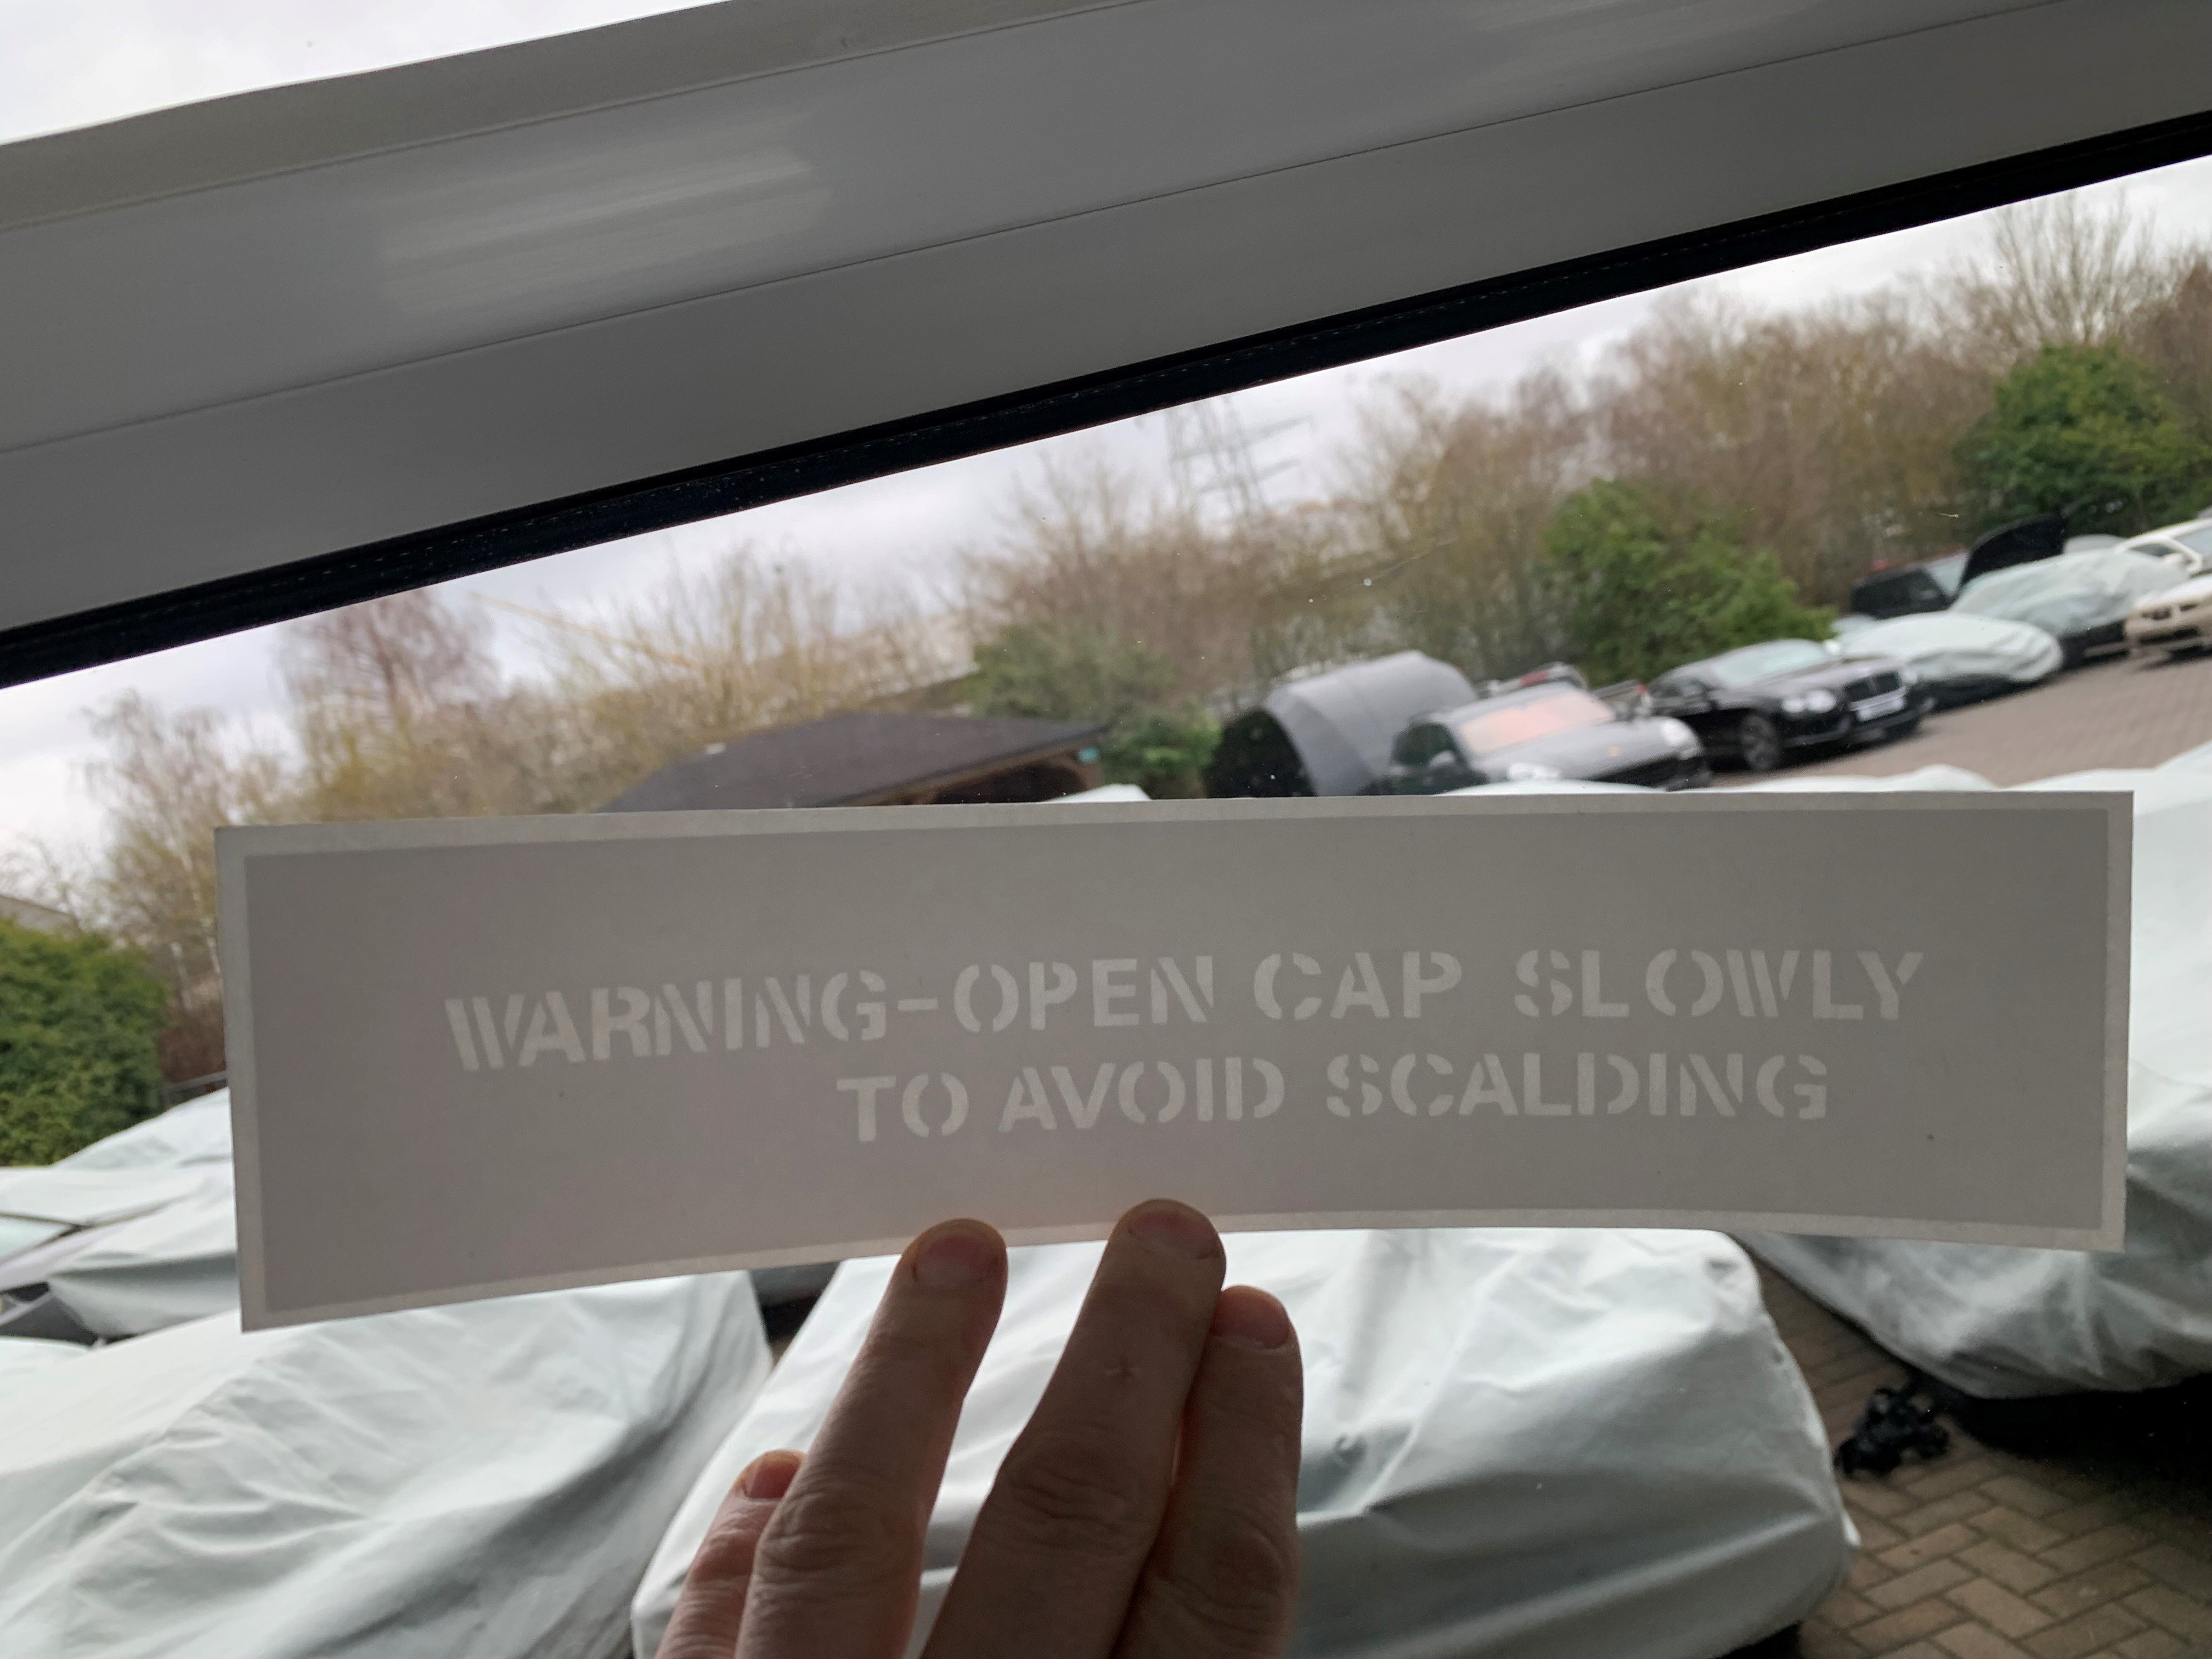 WARNING-OPEN CAP SLOWLY
TO AVOID SCALDING